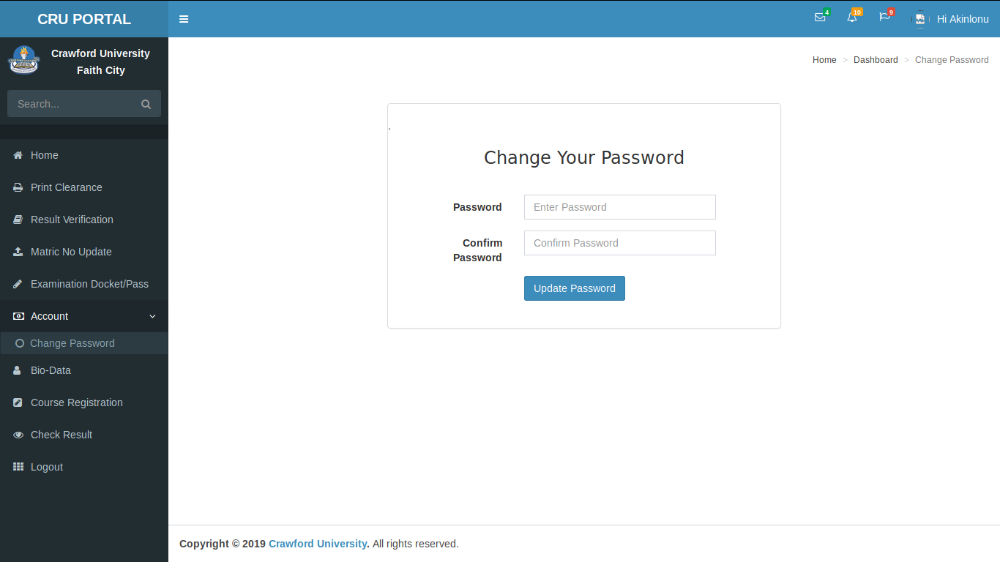 CRU PORTAL
4
10
9
Hi Akinlonu
Crawford University
Faith City
Home > Dashboard > Change Password
Search...
Home
Print Clearance
Result Verification
Matric No Update
Examination Docket/Pass
Account
Change Password
Bio-Data
Course Registration
Check Result
Logout
.
Change Your Password
Password
Enter Password
Confirm
Password
Confirm Password
Update Password
Copyright © 2019 Crawford University. All rights reserved.